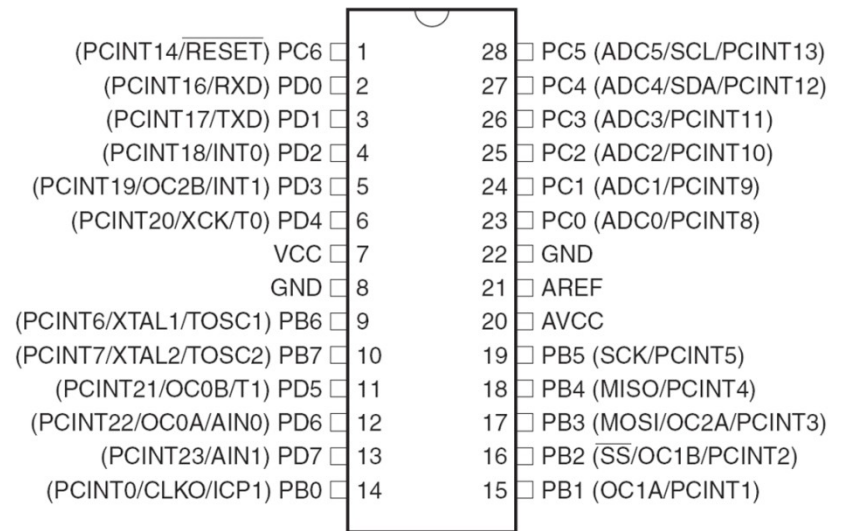 (PCINT14/RESET) PC6 1 28 PC5 (ADC5/SCL/PCINT13)
(PCINT16/RXD) PD0 2 27 PC4 (ADC4/SDA/PCINT12)
(PCINT17/TXD) PD1 3 26 PC3 (ADC3/PCINT11)
(PCINT18/INT0) PD2 4 25 PC2 (ADC2/PCINT10)
(PCINT19/OC2B/INT1) PD3 5 24 PC1 (ADC1/PCINT9)
(PCINT20/XCK/T0) PD4 6 23 PC0 (ADC0/PCINT8)
VCC 7 22 GND
GND 8 21 AREF
(PCINT6/XTAL1/TOSC1) PB6 9 20 AVCC
(PCINT7/XTAL2/TOSC2) PB7 10 19 PB5 (SCK/PCINT5)
(PCINT21/OC0B/T1) PD5 11 18 PB4 (MISO/PCINT4)
(PCINT22/OC0A/AIN0) PD6 12 17 PB3 (MOSI/OC2A/PCINT3)
(PCINT23/AIN1) PD7 13 16 PB2 (SS/OC1B/PCINT2)
(PCINT0/CLKO/ICP1) PB0 14 15 PB1 (OC1A/PCINT1)